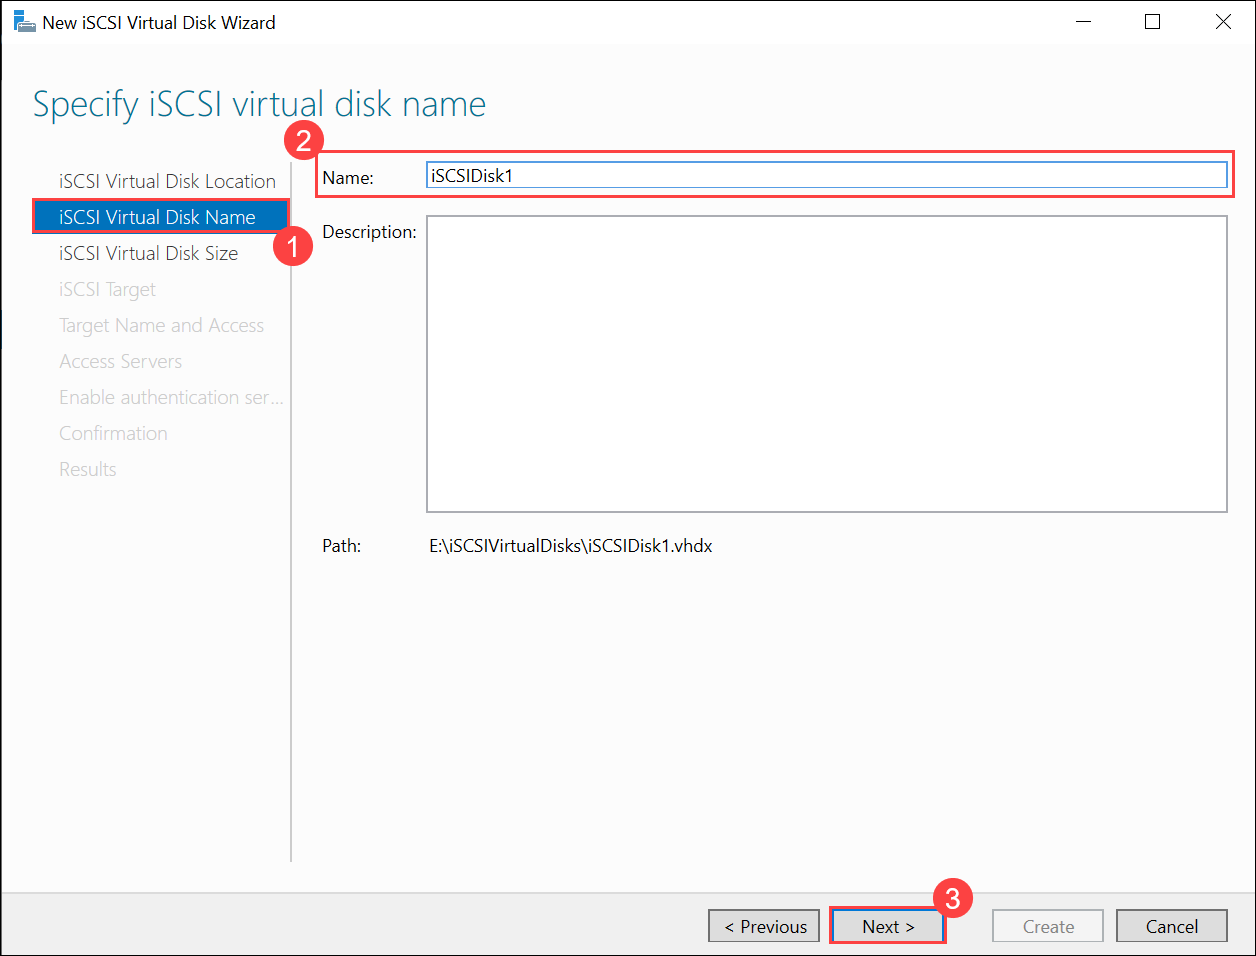 New iSCSI Virtual Disk Wizard
Specify iSCSI virtual disk name
iSCSI Virtual Disk Location
iSCSI Virtual Disk Name
1
iSCSI Virtual Disk Size
iSCSI Target
Target Name and Access
Access Servers
Enable authentication ser...
Confirmation
Results
2
Name: iSCSIDisk1
Description:
Path: E:\iSCSIVirtualDisks\iSCSIDisk1.vhdx
3
< Previous Next > Create Cancel